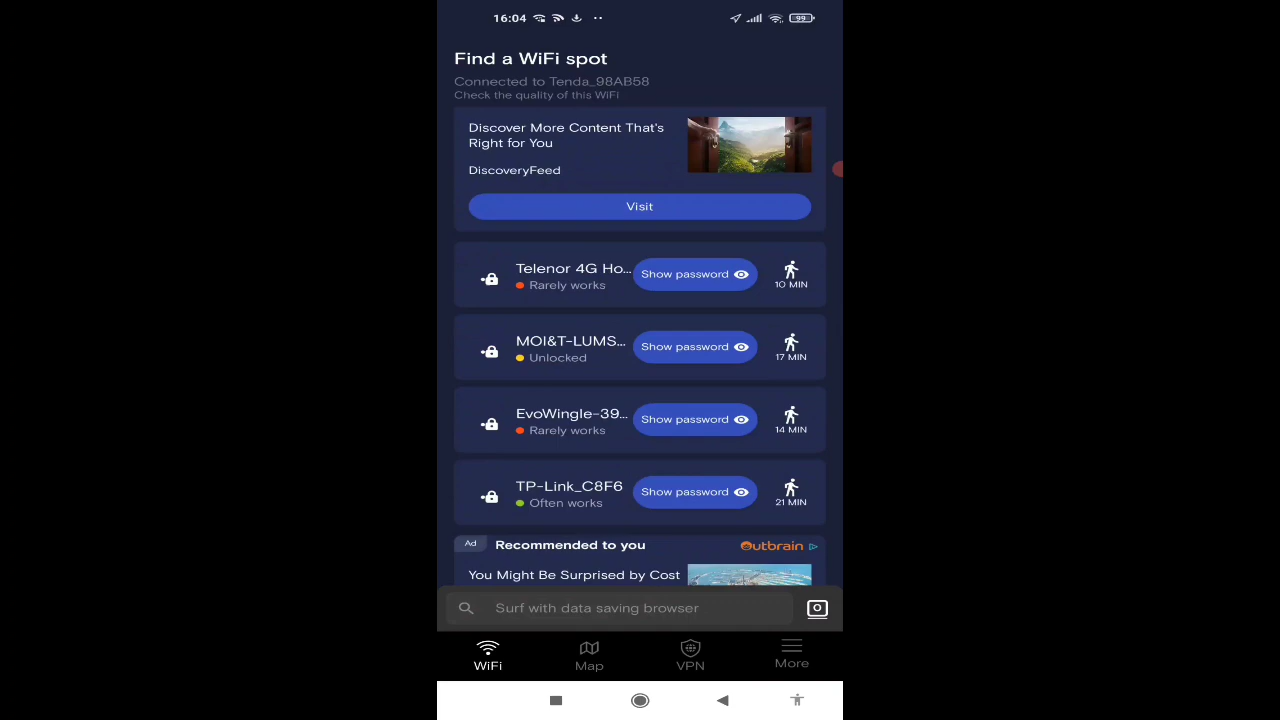 16:04
99
Find a WiFi spot
Connected to Tenda_98AB58
Check the quality of this WiFi
Discover More Content That's
Right for You
DiscoveryFeed
Visit
Telenor 4G Ho...
Rarely works
Show password
10 MIN
MOI&T-LUMS...
Unlocked
Show password
17 MIN
EvoWingle-39...
Rarely works
Show password
14 MIN
TP-Link_C8F6
Often works
Show password
21 MIN
Ad
Recommended to you
Outbrain
You Might Be Surprised by Cost
Surf with data saving browser
WiFi
Map
VPN
More